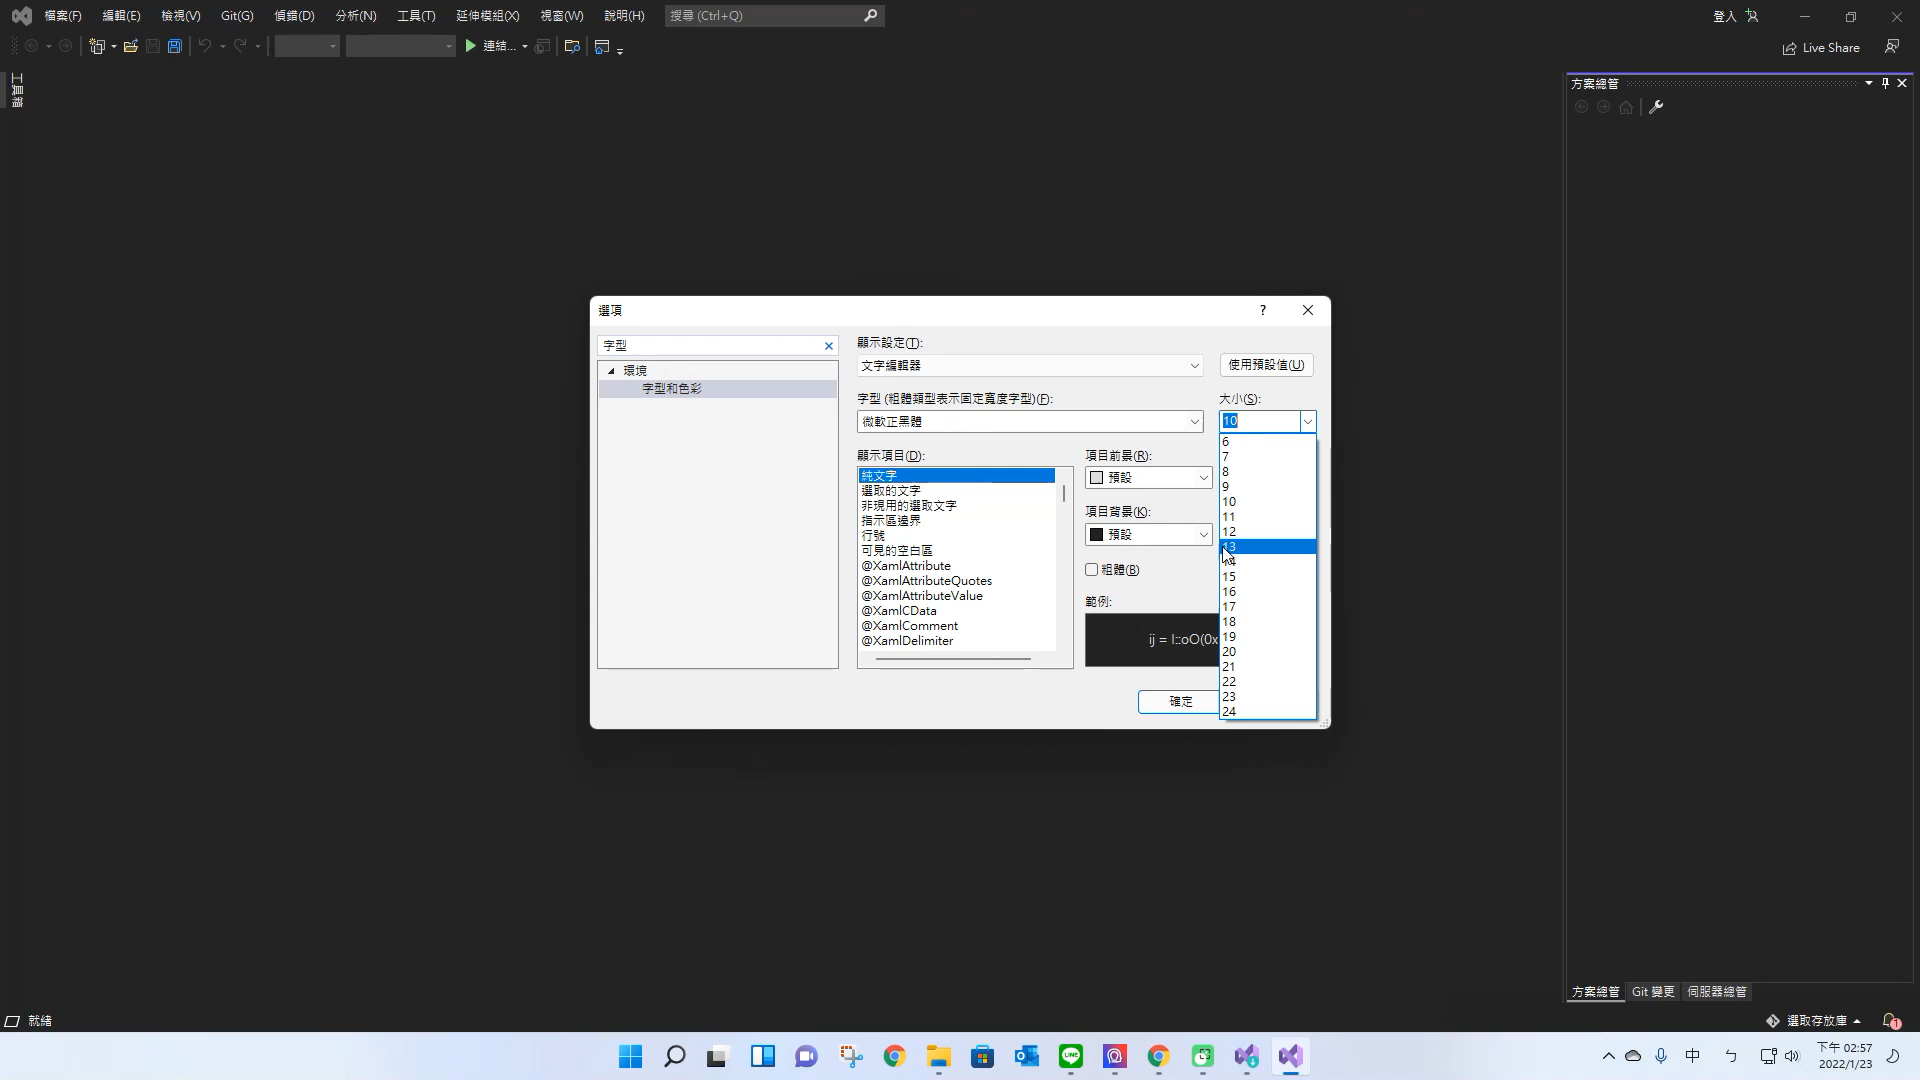 檔案(F) 編輯(E) 檢視(V) Git(G) 偵錯(D) 分析(N) 工具(T) 延伸模組(X) 視窗(W) 說明(H) 搜尋 (Ctrl+Q) 登入
連結... Live Share
工具箱
方案總管
選項
字型
環境
字型和色彩
顯示設定(T):
文字編輯器 使用預設值(U)
字型 (粗體類型表示固定寬度字型)(F): 大小(S):
微軟正黑體 10
顯示項目(D):
純文字
選取的文字
非現用的選取文字
指示區邊界
行號
可見的空白區
@XamlAttribute
@XamlAttributeQuotes
@XamlAttributeValue
@XamlCData
@XamlComment
@XamlDelimiter
項目前景(R):
預設
項目背景(K):
預設
粗體(B)
範例:
ij = I::oO(0x
確定
6
7
8
9
10
11
12
13
14
15
16
17
18
19
20
21
22
23
24
方案總管 Git 變更 伺服器總管
就緒 選取存放庫 1
LINE 中 ㄣ 下午 02:57
2022/1/23